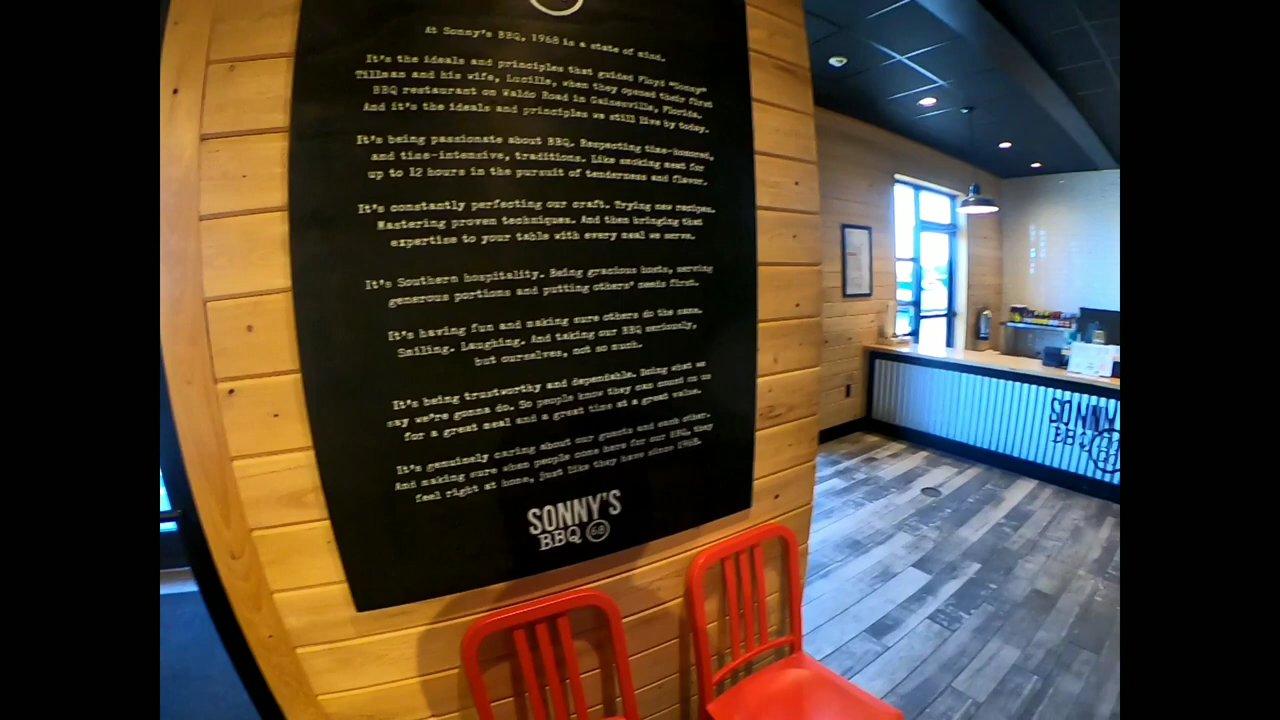 At Sonny's BBQ, 1968 is a state of mind.
It's the ideals and principles that guided Floyd "Sonny"
Tillman and his wife, Lucille, when they opened their first
BBQ restaurant on Waldo Road in Gainesville, Florida.
And it's the ideals and principles we still live by today.
It's being passionate about BBQ. Respecting time-honored,
and time-intensive, traditions. Like smoking meat for
up to 12 hours in the pursuit of tenderness and flavor.
It's constantly perfecting our craft. Trying new recipes.
Mastering proven techniques. And then bringing that
expertise to your table with every meal we serve.
It's Southern hospitality. Being gracious hosts, serving
generous portions and putting others' needs first.
It's having fun and making sure others do the same.
Smiling. Laughing. And taking our BBQ seriously,
but ourselves, not so much.
It's being trustworthy and dependable. Doing what we
say we're gonna do. So people know they can count on us
for a great meal and a great time at a great value.
It's genuinely caring about our guests and each other.
And making sure when people come here for our BBQ, they
feel right at home, just like they have since 1968.
SONNY'S
BBQ 68
SONNY'S
BBQ 68